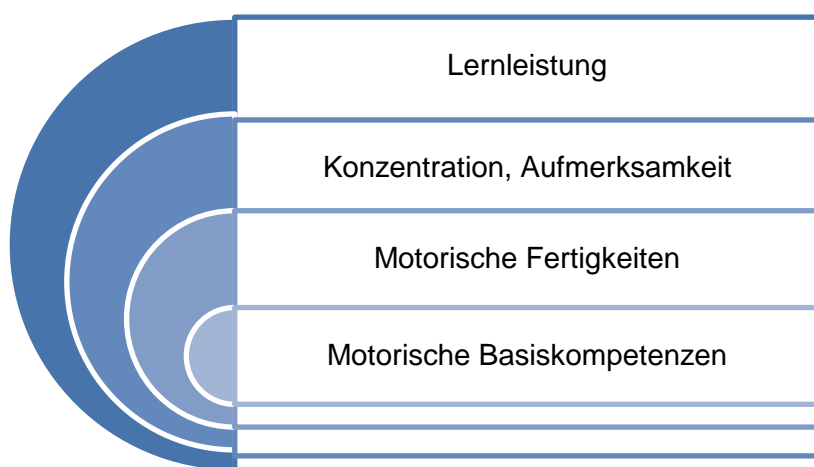 Lernleistung
Konzentration, Aufmerksamkeit
Motorische Fertigkeiten
Motorische Basiskompetenzen